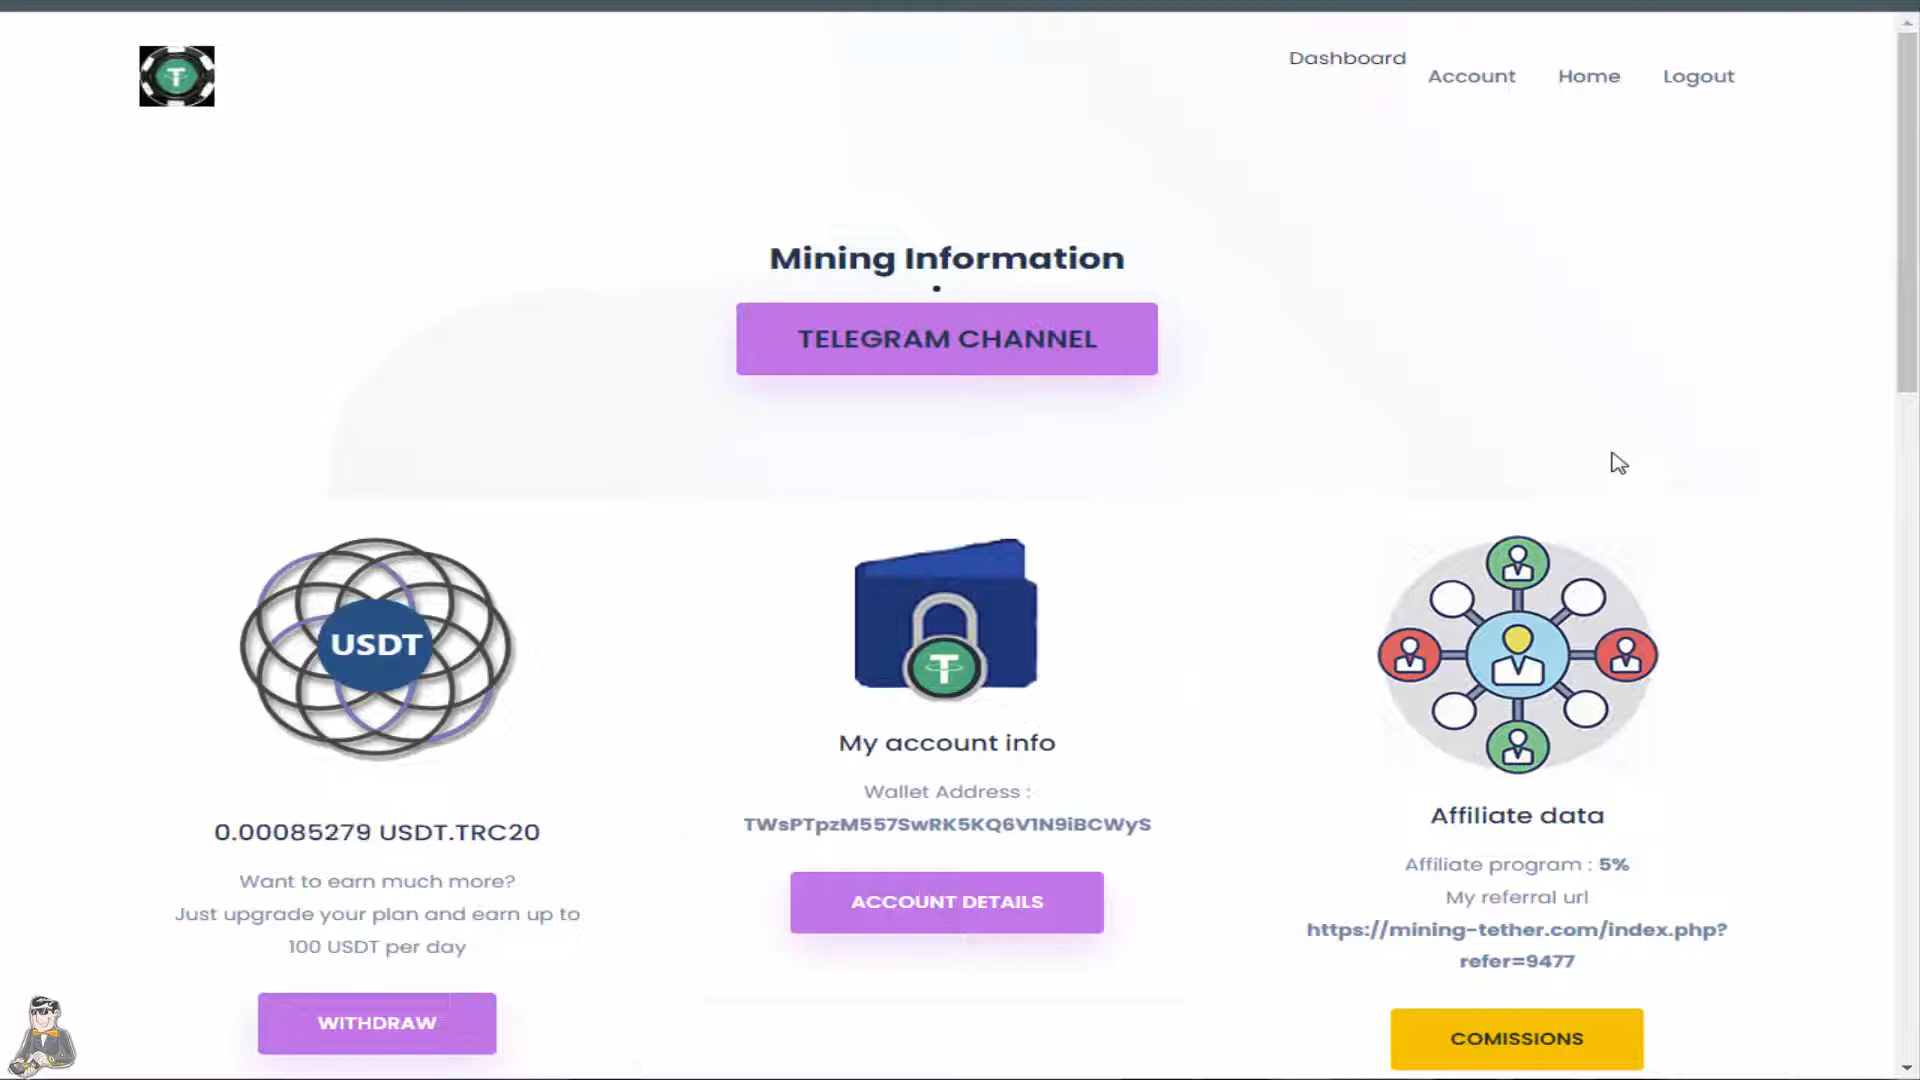 Dashboard
Account
Home
Logout
Mining Information
TELEGRAM CHANNEL
USDT
0.00085279 USDT.TRC20
Want to earn much more?
Just upgrade your plan and earn up to
100 USDT per day
WITHDRAW
My account info
Wallet Address :
TWsPTpzM557SwRK5KQ6V1N9iBCWyS
ACCOUNT DETAILS
Affiliate data
Affiliate program : 5%
My referral url
https://mining-tether.com/index.php?
refer=9477
COMISSIONS